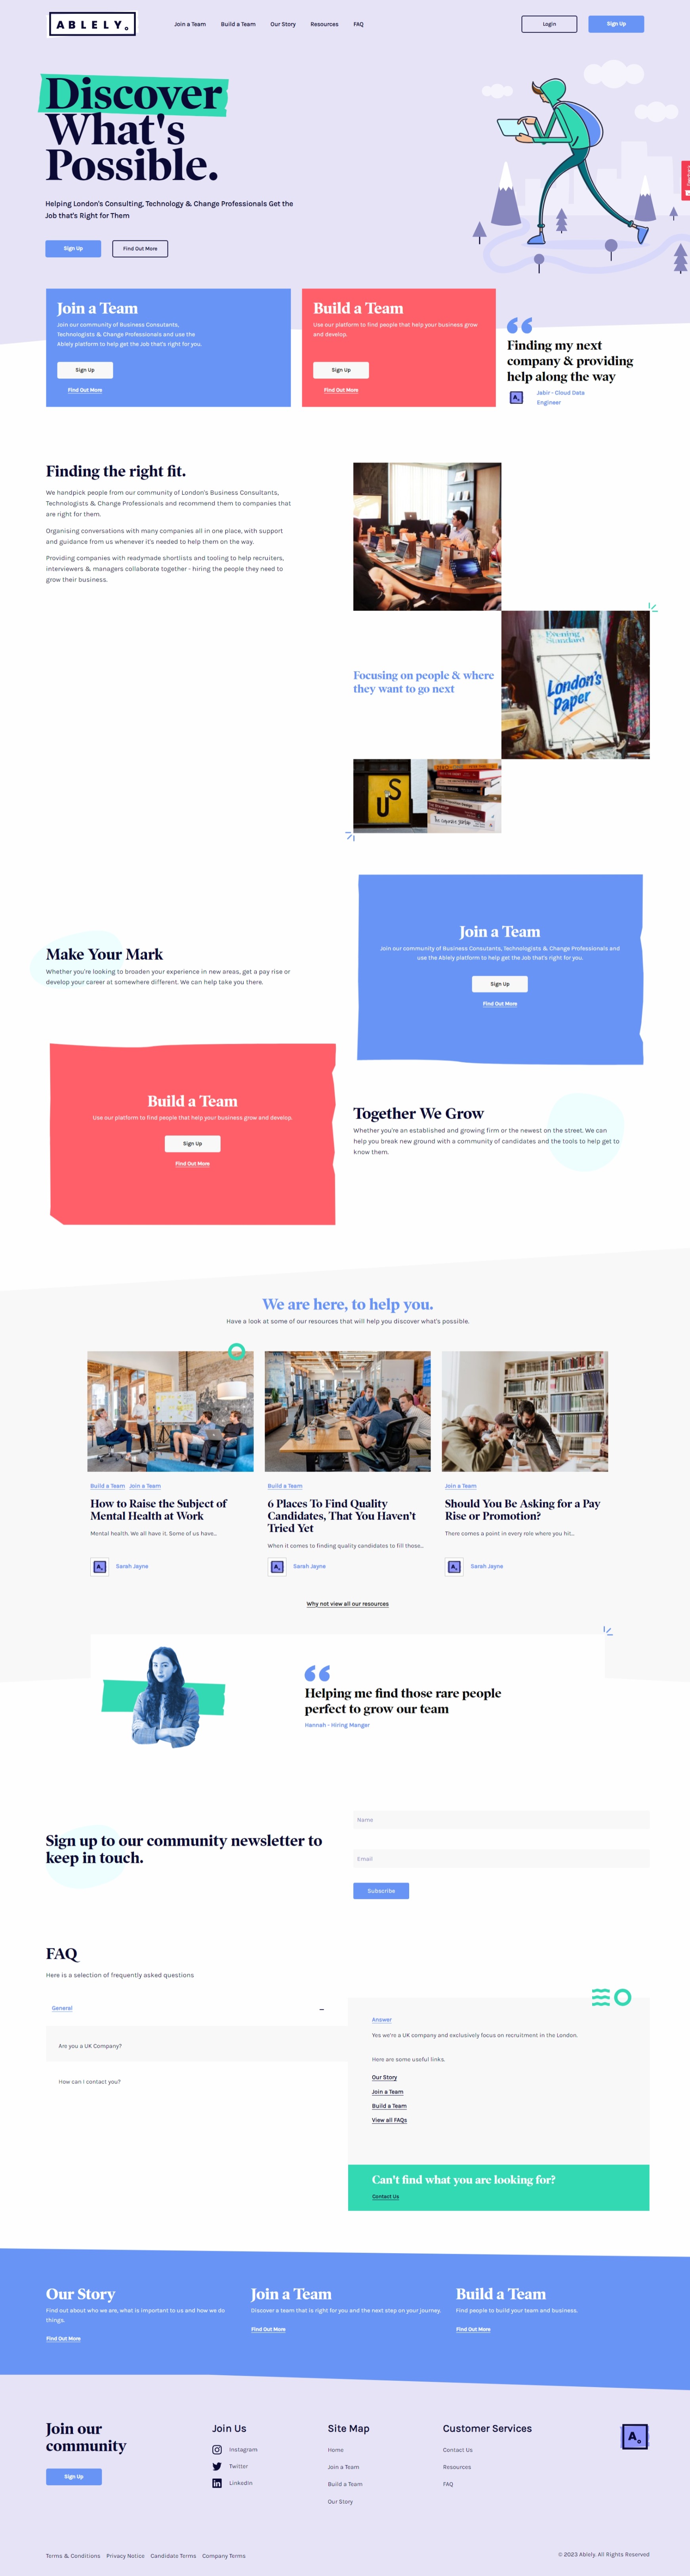 ABLELY.
Join a Team
Build a Team
Our Story
Resources
FAQ
Login
Sign Up
Discover
What's
Possible.
Helping London's Consulting, Technology & Change Professionals Get the
Job that's Right for Them
Sign Up
Find Out More
Join a Team
Join our community of Business Consutants,
Technologists & Change Professionals and use the
Ablely platform to help get the Job that's right for you.
Sign Up
Find Out More
Build a Team
Use our platform to find people that help your business grow
and develop.
Sign Up
Find Out More
Finding my next
company & providing
help along the way
A.
Jabir - Cloud Data
Engineer
Finding the right fit.
We handpick people from our community of London's Business Consultants,
Technologists & Change Professionals and recommend them to companies that
are right for them.
Organising conversations with many companies all in one place, with support
and guidance from us whenever it's needed to help them on the way.
Providing companies with readymade shortlists and tooling to help recruiters,
interviewers & managers collaborate together - hiring the people they need to
grow their business.
Evening
Standard
London's
Paper
Focusing on people & where
they want to go next
US
Make Your Mark
Whether you're looking to broaden your experience in new areas, get a pay rise or
develop your career at somewhere different. We can help take you there.
Join a Team
Join our community of Business Consutants, Technologists & Change Professionals and
use the Ablely platform to help get the Job that's right for you.
Sign Up
Find Out More
Build a Team
Use our platform to find people that help your business grow and develop.
Sign Up
Find Out More
Together We Grow
Whether you're an established and growing firm or the newest on the street. We can
help you break new ground with a community of candidates and the tools to help get to
know them.
We are here, to help you.
Have a look at some of our resources that will help you discover what's possible.
Build a Team Join a Team
How to Raise the Subject of
Mental Health at Work
Mental health. We all have it. Some of us have...
A.
Sarah Jayne
Build a Team
6 Places To Find Quality
Candidates, That You Haven't
Tried Yet
When it comes to finding quality candidates to fill those...
A.
Sarah Jayne
Join a Team
Should You Be Asking for a Pay
Rise or Promotion?
There comes a point in every role where you hit...
A.
Sarah Jayne
Why not view all our resources
Helping me find those rare people
perfect to grow our team
Hannah - Hiring Manger
Sign up to our community newsletter to
keep in touch.
Name
Email
Subscribe
FAQ
Here is a selection of frequently asked questions
General
Are you a UK Company?
How can I contact you?
Answer
Yes we're a UK company and exclusively focus on recruitment in the London.
Here are some useful links.
Our Story
Join a Team
Build a Team
View all FAQs
Can't find what you are looking for?
Contact Us
Our Story
Find out about who we are, what is important to us and how we do
things.
Find Out More
Join a Team
Discover a team that is right for you and the next step on your journey.
Find Out More
Build a Team
Find people to build your team and business.
Find Out More
Join our
community
Sign Up
Join Us
Instagram
Twitter
LinkedIn
Site Map
Home
Join a Team
Build a Team
Our Story
Customer Services
Contact Us
Resources
FAQ
A.
Terms & Conditions Privacy Notice Candidate Terms Company Terms
© 2023 Ablely. All Rights Reserved